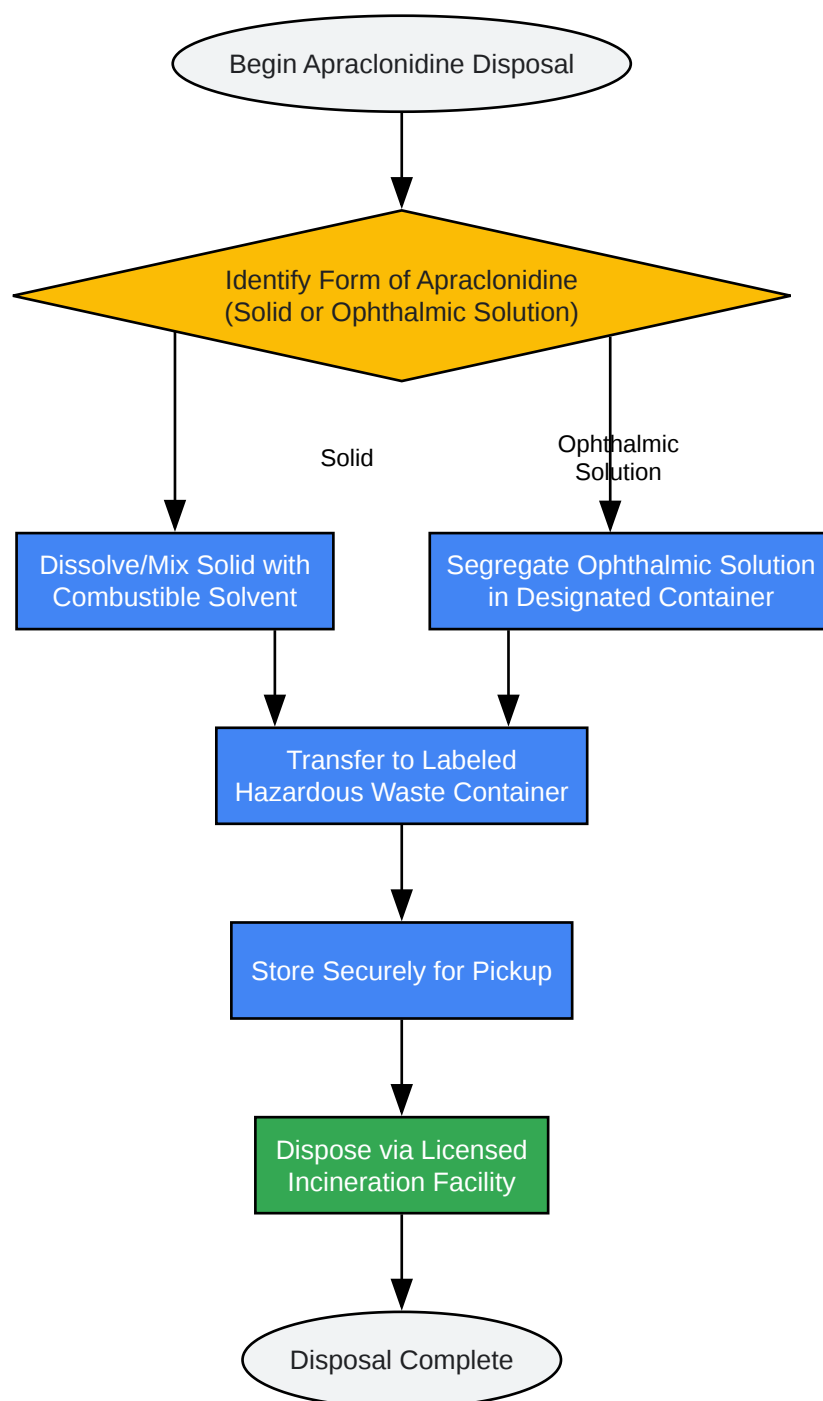 Begin Apraclonidine Disposal
Identify Form of Apraclonidine
(Solid or Ophthalmic Solution)
Solid
Ophthalmic
Solution
Dissolve/Mix Solid with
Combustible Solvent
Segregate Ophthalmic Solution
in Designated Container
Transfer to Labeled
Hazardous Waste Container
Store Securely for Pickup
Dispose via Licensed
Incineration Facility
Disposal Complete